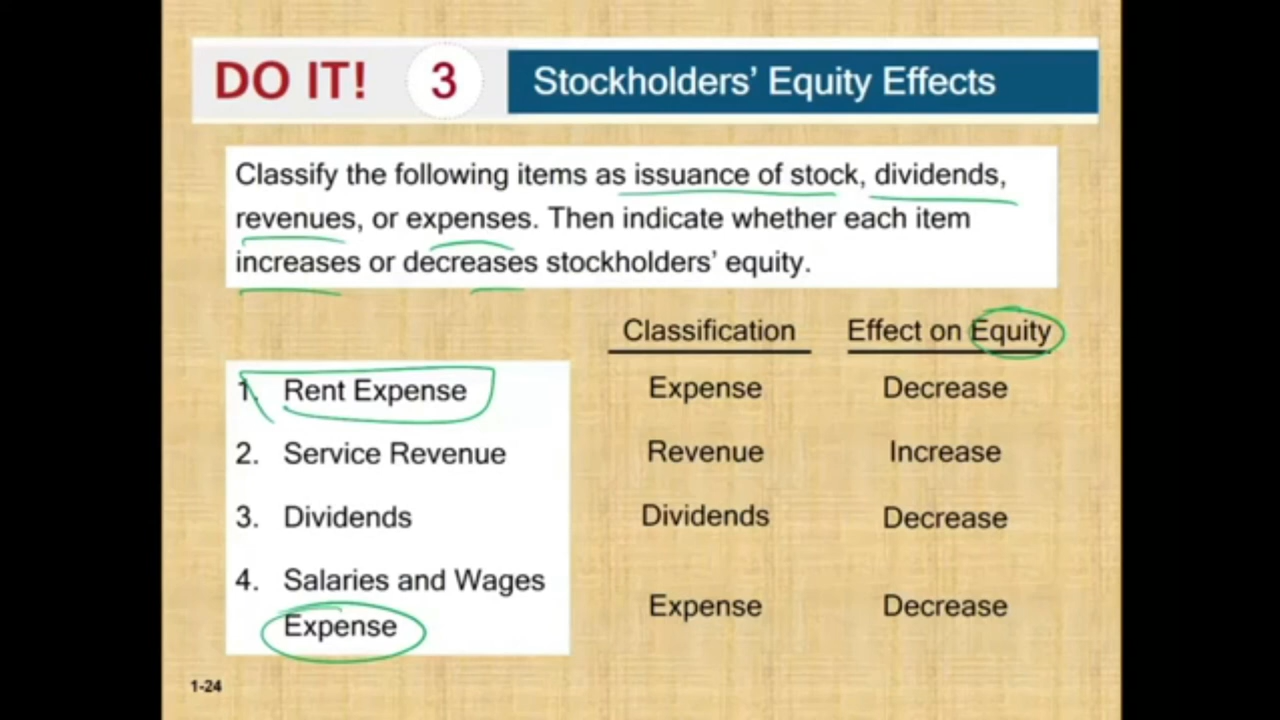 DO IT! 3 Stockholders’ Equity Effects
Classify the following items as issuance of stock, dividends,
revenues, or expenses. Then indicate whether each item
increases or decreases stockholders’ equity.
Classification Effect on Equity
1. Rent Expense Expense Decrease
2. Service Revenue Revenue Increase
3. Dividends Dividends Decrease
4. Salaries and Wages
Expense Expense Decrease
1-24